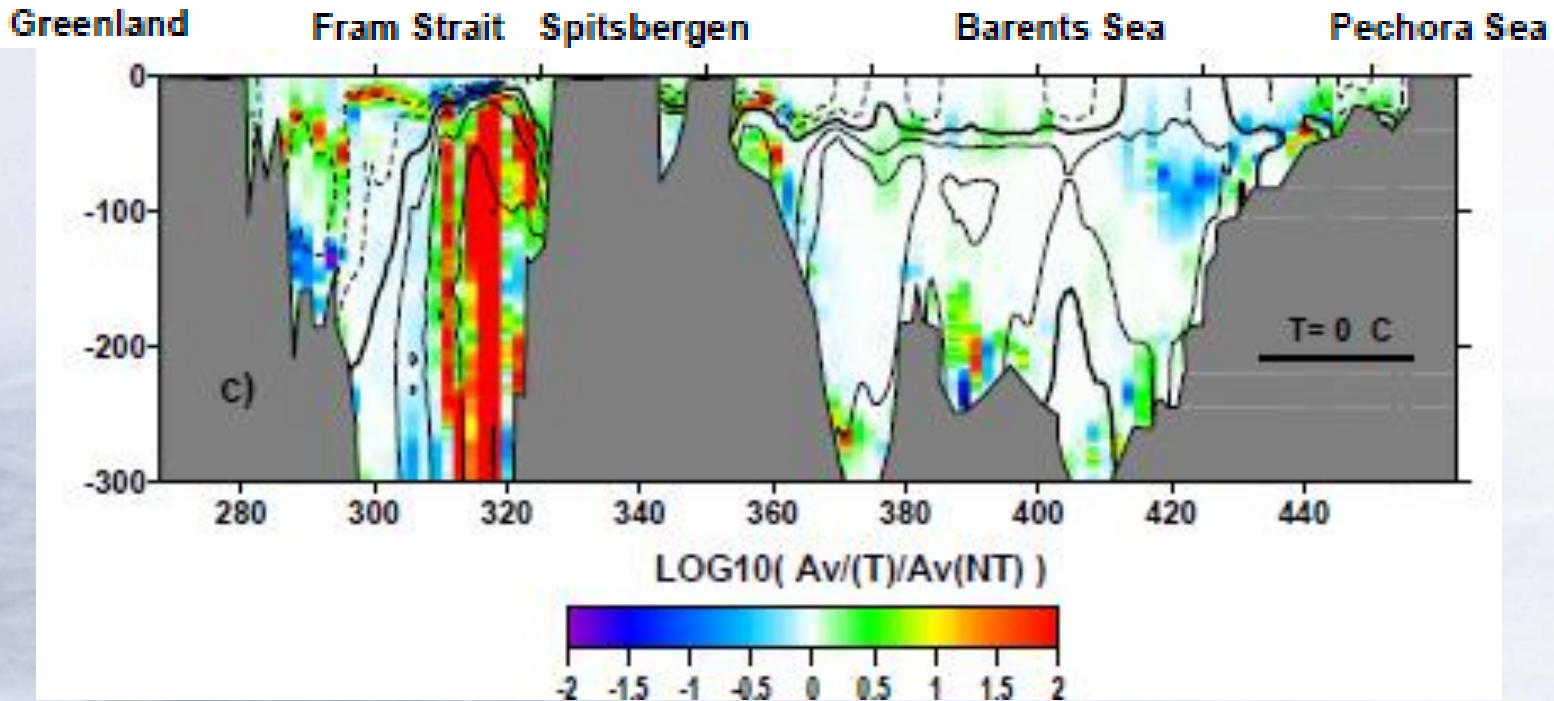 Greenland Fram Strait Spitsbergen Barents Sea Pechora Sea
0
-100
-200
-300
c)
T= 0 C
280 300 320 340 360 380 400 420 440
LOG10( Av/(T)/Av(NT) )
-2 -1.5 -1 -0.5 0 0.5 1 1.5 2